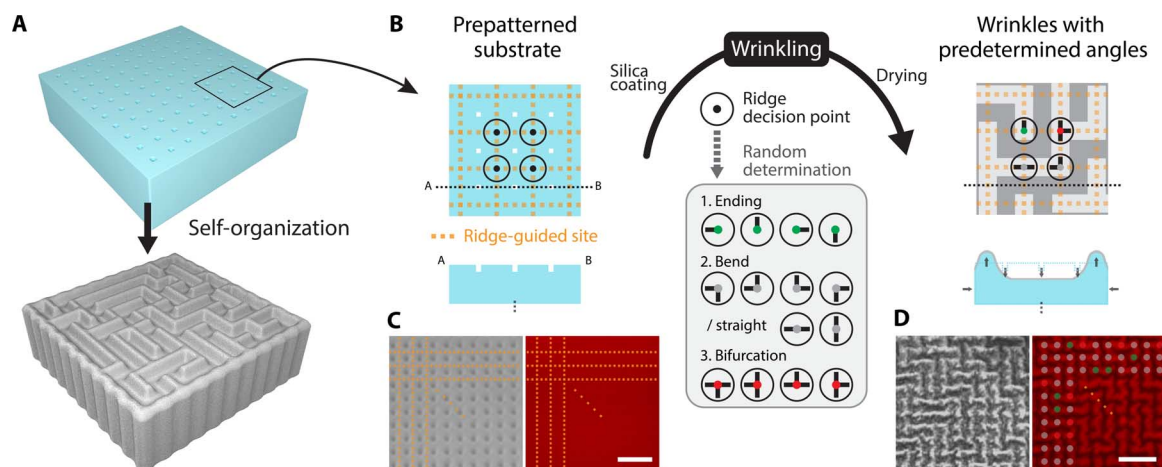 A
B
Prepatterned
substrate
Wrinkling
Wrinkles with
predetermined angles
Silica
coating
Drying
Ridge
decision point
Random
determination
A
B
Self-organization
Ridge-guided site
A
B
1. Ending
2. Bend
/ straight
3. Bifurcation
A
B
C
D